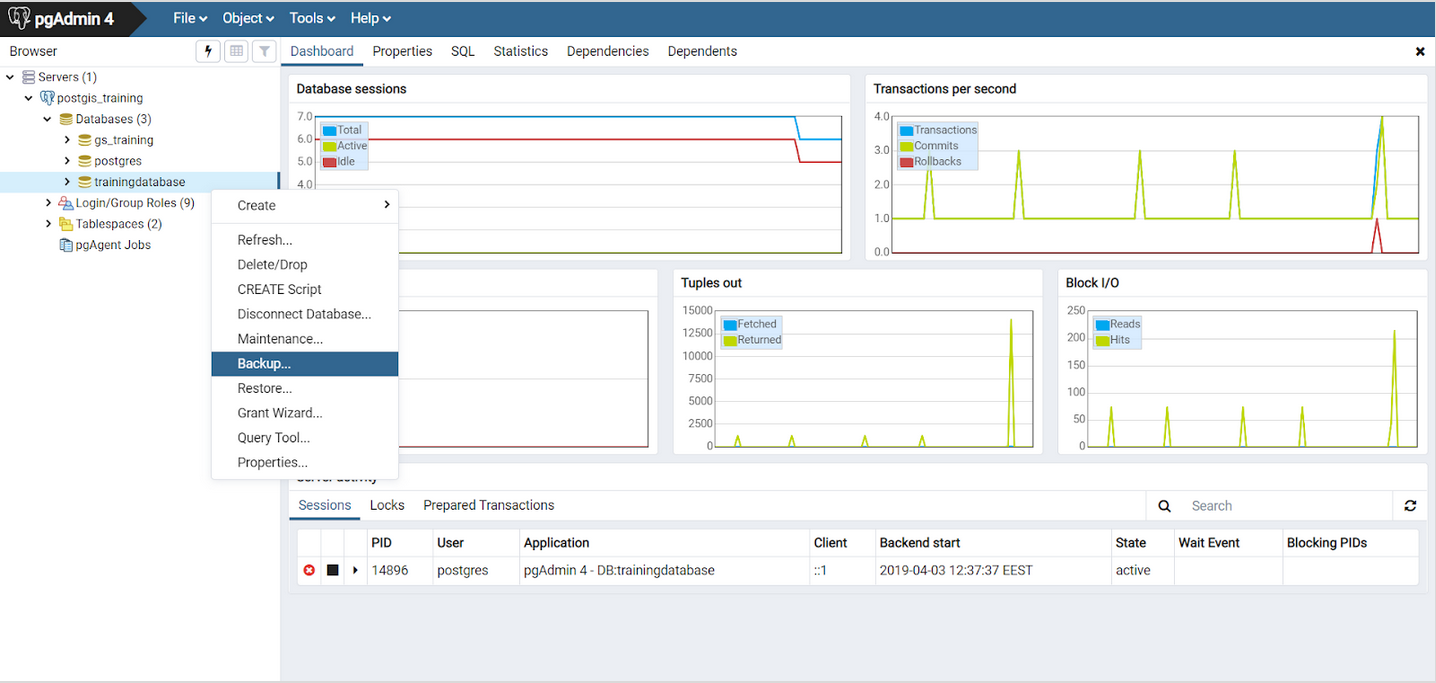 pgAdmin 4 File Object Tools Help
Browser
Dashboard Properties SQL Statistics Dependencies Dependents
Servers (1)
postgis_training
Databases (3)
gs_training
postgres
trainingdatabase
Login/Group Roles (9)
Tablespaces (2)
pgAgent Jobs
Create
Refresh...
Delete/Drop
CREATE Script
Disconnect Database...
Maintenance...
Backup...
Restore...
Grant Wizard...
Query Tool...
Properties...
Database sessions
7.0
6.0
5.0
4.0
Total
Active
Idle
Transactions per second
4.0
3.0
2.0
1.0
0.0
Transactions
Commits
Rollbacks
Tuples out
15000
12500
10000
7500
5000
2500
0
Fetched
Returned
Block I/O
250
200
150
100
50
0
Reads
Hits
Server activity
Sessions Locks Prepared Transactions Search
PID User Application Client Backend start State Wait Event Blocking PIDs
14896 postgres pgAdmin 4 - DB:trainingdatabase ::1 2019-04-03 12:37:37 EEST active